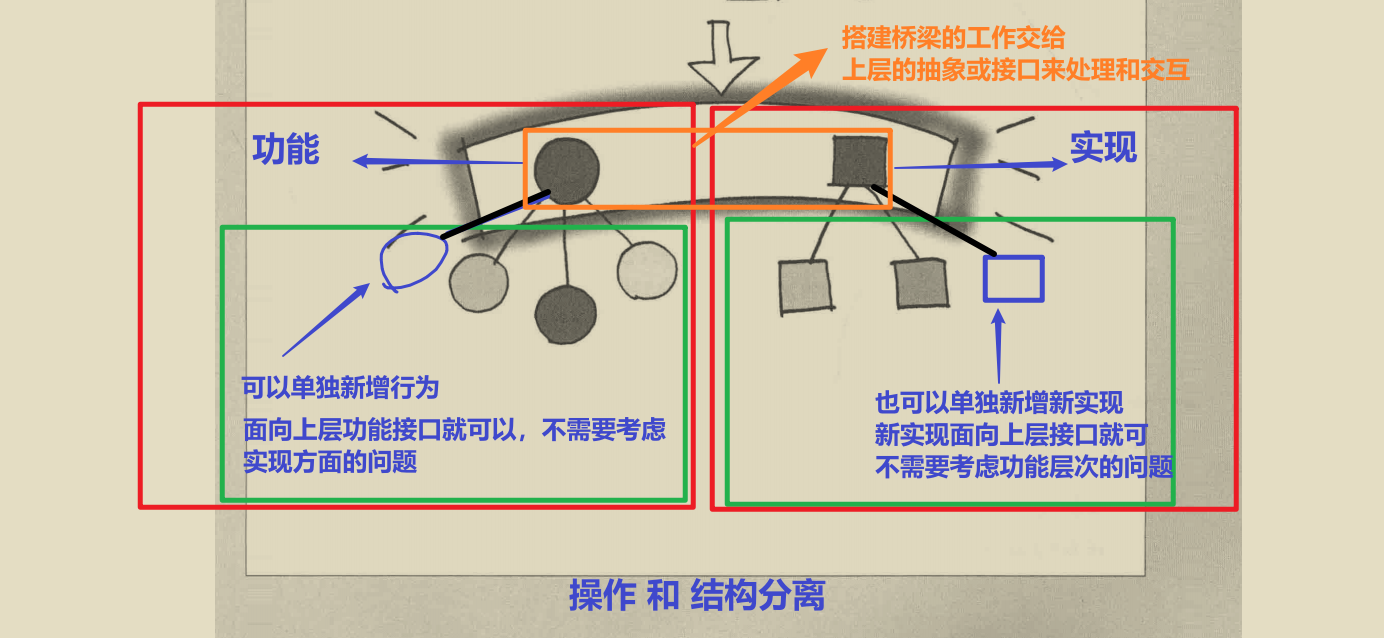 搭建桥梁的工作交给
上层的抽象或接口来处理和交互
功能
实现
可以单独新增行为
面向上层功能接口就可以，不需要考虑
实现方面的问题
也可以单独新增新实现
新实现面向上层接口就可
不需要考虑功能层次的问题
操作 和 结构分离